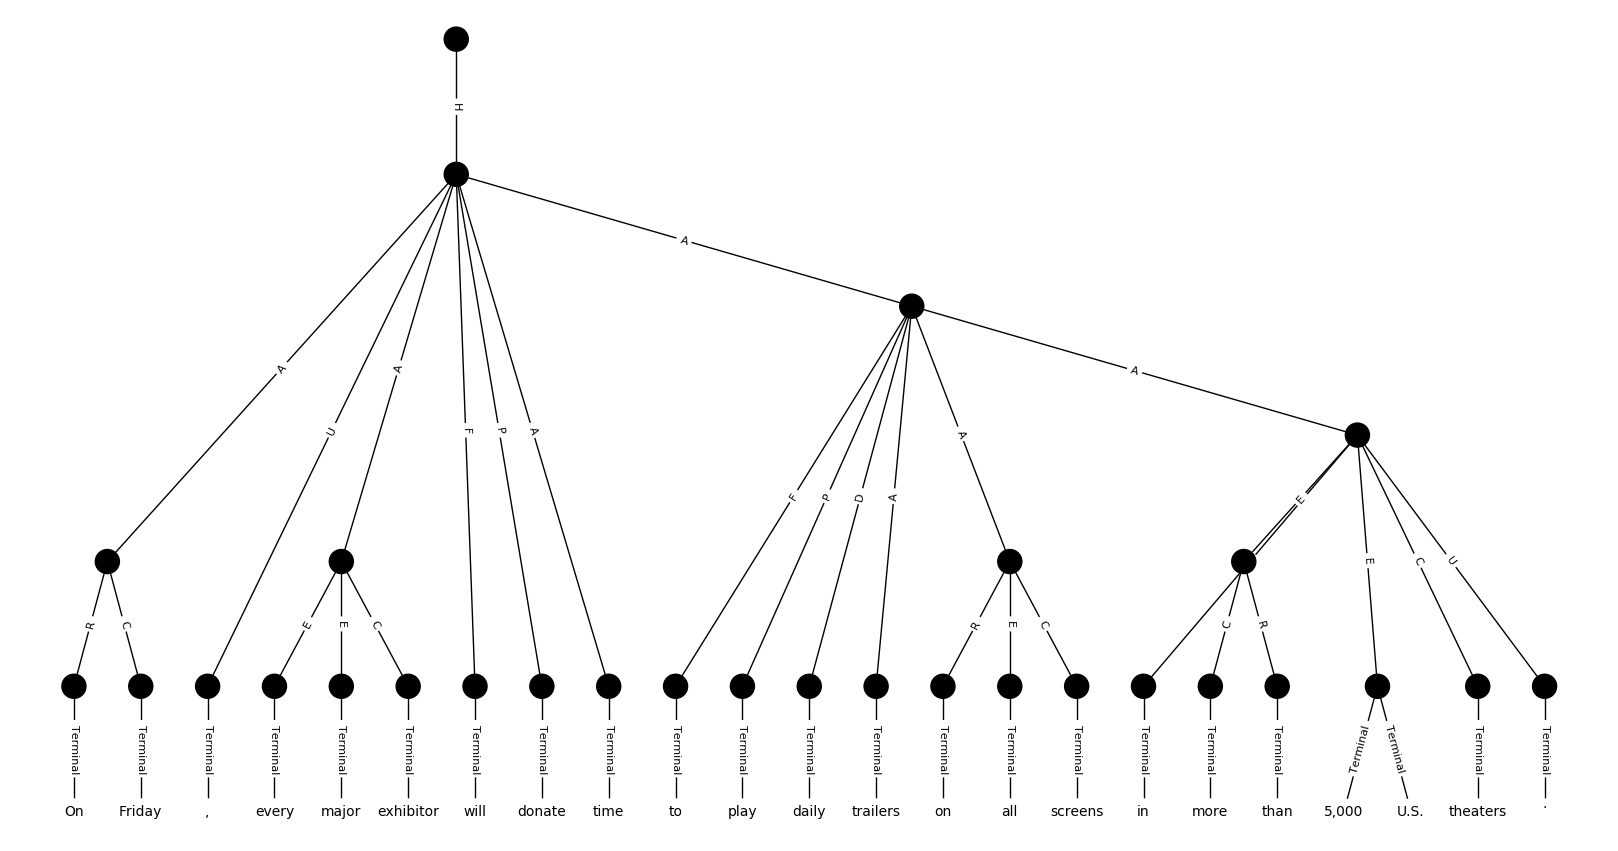 H
A
A
A
A
U
F
P
A
A
F
P
D
A
E
E
C
U
R
C
E
E
C
R
E
C
C
R
Terminal Terminal Terminal Terminal Terminal Terminal Terminal Terminal Terminal Terminal Terminal Terminal Terminal Terminal Terminal Terminal Terminal Terminal Terminal Terminal Terminal Terminal Terminal
On Friday , every major exhibitor will donate time to play daily trailers on all screens in more than 5,000 U.S. theaters .